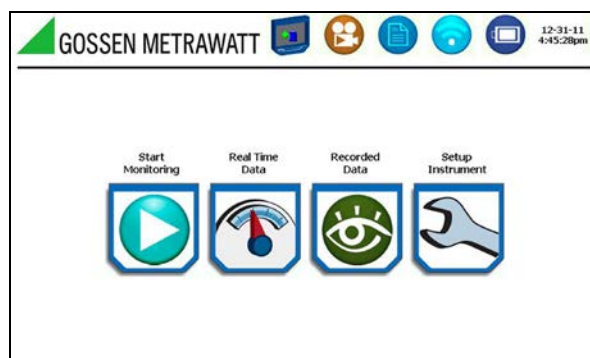 GOSSEN METRAWATT
12-31-11
4:45:28pm
Start
Monitoring
Real Time
Data
Recorded
Data
Setup
Instrument